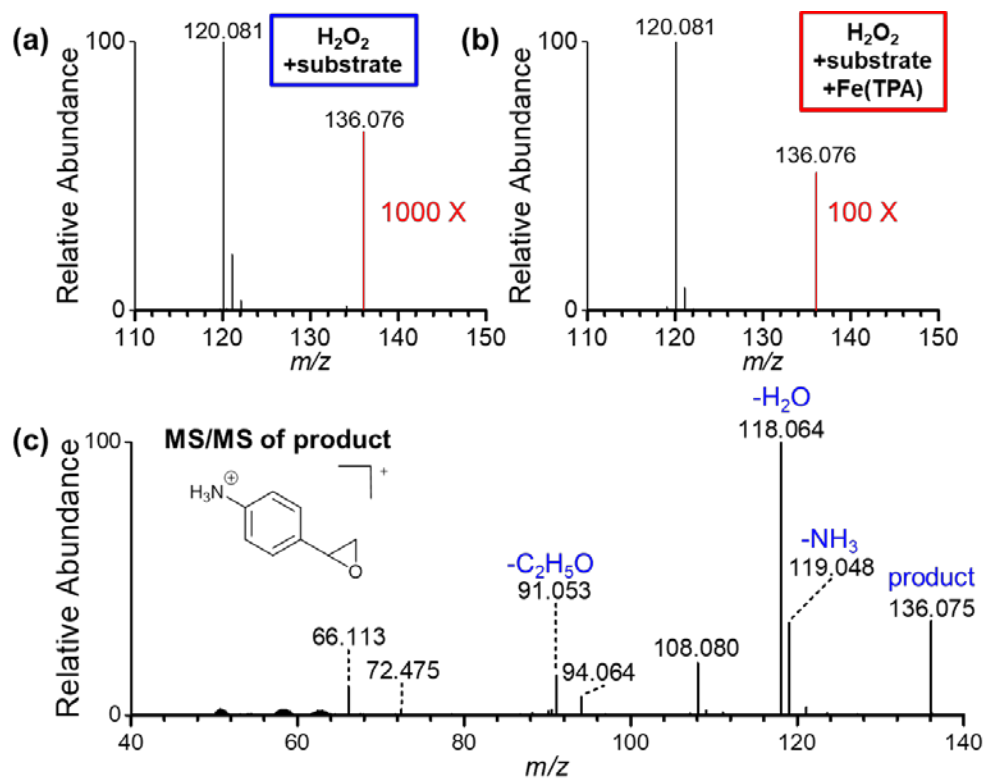 (a)
100
120.081
H₂O₂
+substrate
136.076
1000 X
Relative Abundance
0
110 120 130 140 150
m/z
(b)
100
120.081
H₂O₂
+substrate
+Fe(TPA)
136.076
100 X
Relative Abundance
0
110 120 130 140 150
m/z
(c)
100
MS/MS of product
+
H₃N
⊕
O
-H₂O
118.064
-NH₃
119.048
product
136.075
-C₂H₅O
91.053
66.113
72.475
94.064
108.080
Relative Abundance
0
40 60 80 100 120 140
m/z